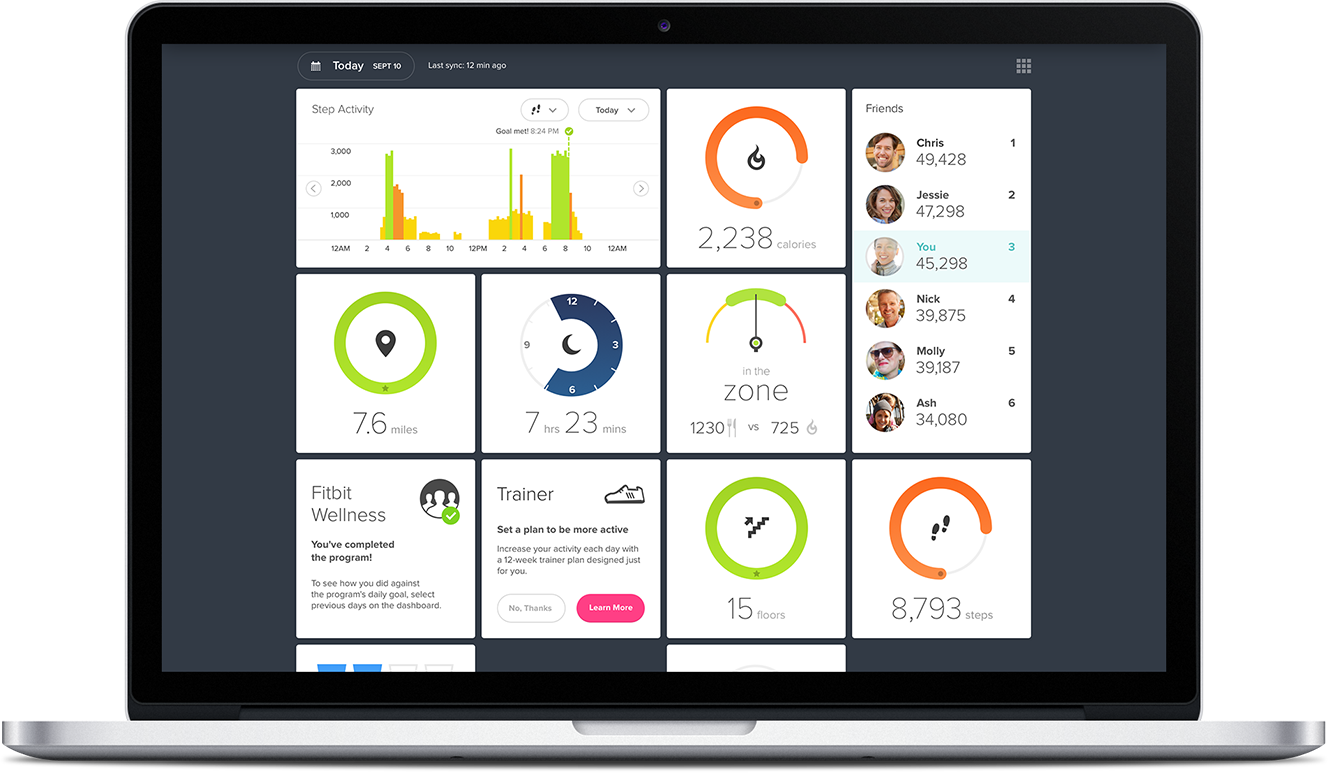 Today SEPT 10
Last sync: 12 min ago
Step Activity
Today
Goal met! 8:24 PM
3,000
2,000
1,000
12AM 2 4 6 8 10 12PM 2 4 6 8 10 12AM
2,238 calories
Friends
Chris 1
49,428
Jessie 2
47,298
You 3
45,298
Nick 4
39,875
Molly 5
39,187
Ash 6
34,080
7.6 miles
12
9 3
6
7 hrs 23 mins
in the
zone
1230 vs 725
Fitbit
Wellness
You've completed
the program!
To see how you did against
the program's daily goal, select
previous days on the dashboard.
Trainer
Set a plan to be more active
Increase your activity each day with
a 12-week trainer plan designed just
for you.
No, Thanks
Learn More
15 floors
8,793 steps